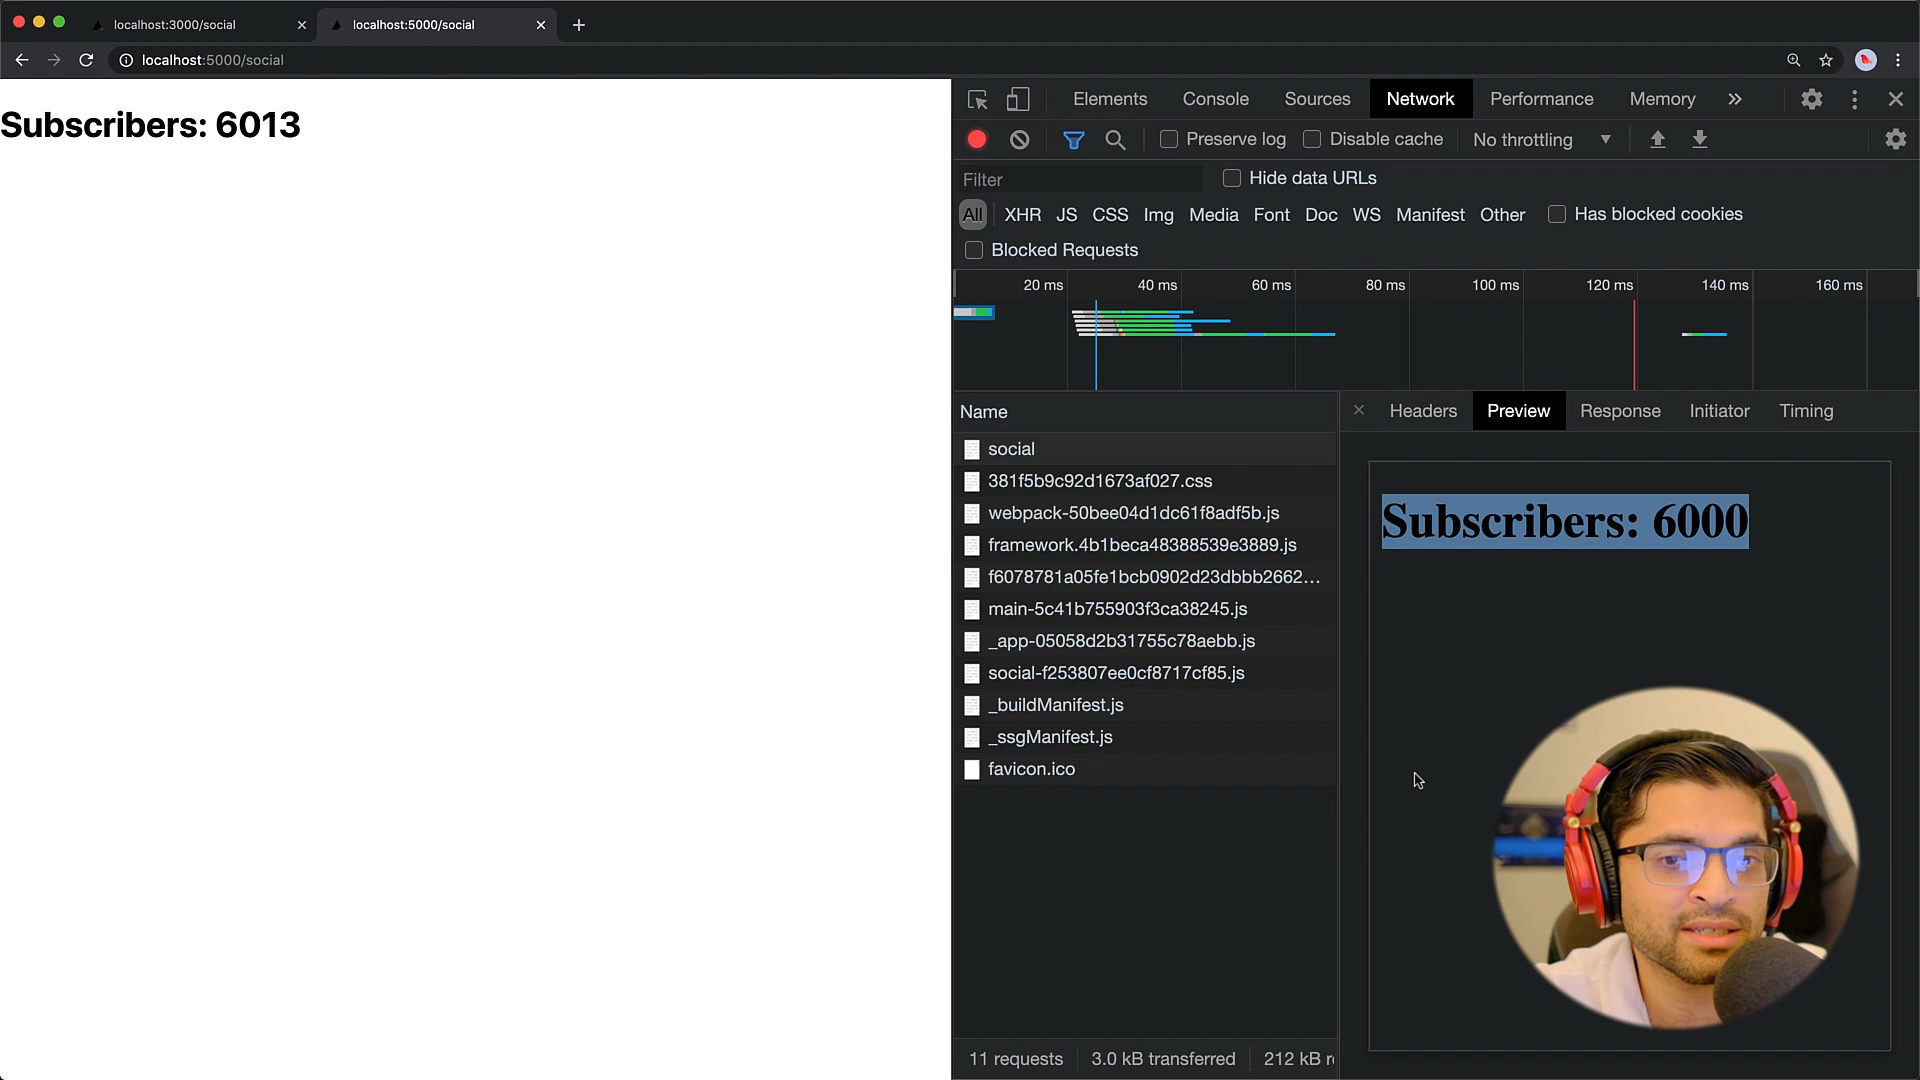 localhost:3000/social
localhost:5000/social
localhost:5000/social
Subscribers: 6013
Elements Console Sources Network Performance Memory
Preserve log Disable cache No throttling
Filter Hide data URLs
All XHR JS CSS Img Media Font Doc WS Manifest Other Has blocked cookies
Blocked Requests
20 ms 40 ms 60 ms 80 ms 100 ms 120 ms 140 ms 160 ms
Name
Headers Preview Response Initiator Timing
social
381f5b9c92d1673af027.css
webpack-50bee04d1dc61f8adf5b.js
framework.4b1beca48388539e3889.js
f6078781a05fe1bcb0902d23dbbb2662...
main-5c41b755903f3ca38245.js
_app-05058d2b31755c78aebb.js
social-f253807ee0cf8717cf85.js
_buildManifest.js
_ssgManifest.js
favicon.ico
Subscribers: 6000
11 requests 3.0 kB transferred 212 kB r